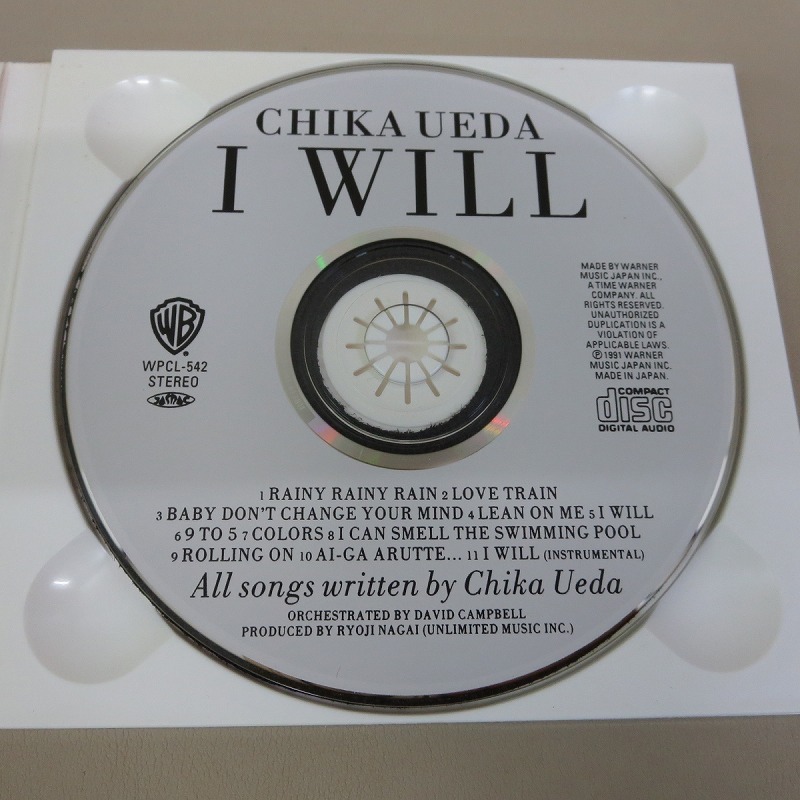 CHIKA UEDA
I WILL
WB
WPCL-542
STEREO
JASRAC
MADE BY WARNER
MUSIC JAPAN INC.,
A TIME WARNER
COMPANY. ALL
RIGHTS RESERVED.
UNAUTHORIZED
DUPLICATION IS A
VIOLATION OF
APPLICABLE LAWS.
Ⓟ1991 WARNER
MUSIC JAPAN INC.
MADE IN JAPAN.
COMPACT
disc
DIGITAL AUDIO
1 RAINY RAINY RAIN 2 LOVE TRAIN
3 BABY DON'T CHANGE YOUR MIND 4 LEAN ON ME 5 I WILL
6 9 TO 5 7 COLORS 8 I CAN SMELL THE SWIMMING POOL
9 ROLLING ON 10 AI-GA ARUTTE... 11 I WILL (INSTRUMENTAL)
All songs written by Chika Ueda
ORCHESTRATED BY DAVID CAMPBELL
PRODUCED BY RYOJI NAGAI (UNLIMITED MUSIC INC.)